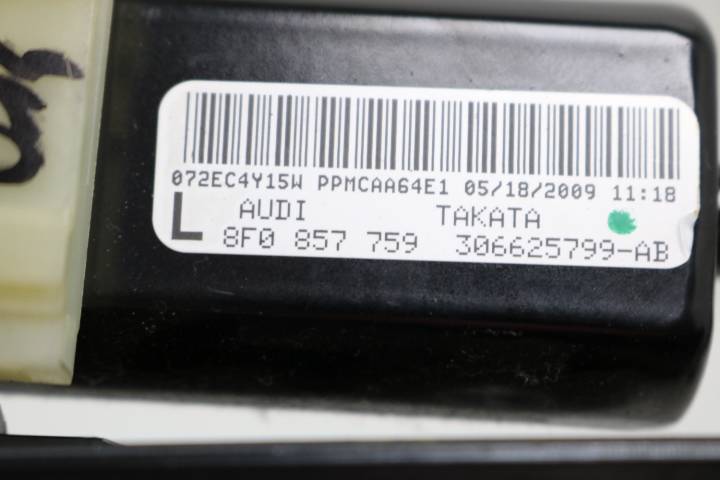 072EC4Y15W PPMCAA64E1 05/18/2009 11:18
L AUDI TAKATA
8F0 857 759 306625799-AB